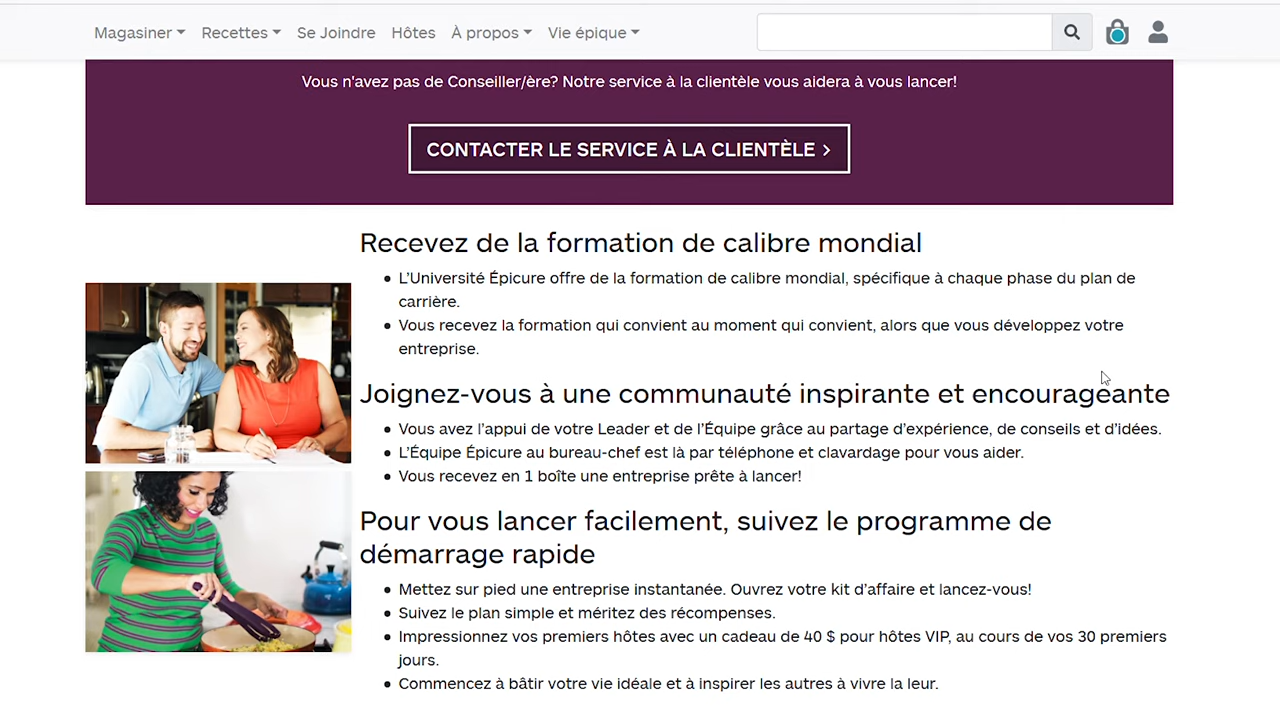 Magasiner Recettes Se Joindre Hôtes À propos Vie épique
Vous n'avez pas de Conseiller/ère? Notre service à la clientèle vous aidera à vous lancer!
CONTACTER LE SERVICE À LA CLIENTÈLE >
Recevez de la formation de calibre mondial
• L'Université Épicure offre de la formation de calibre mondial, spécifique à chaque phase du plan de
carrière.
• Vous recevez la formation qui convient au moment qui convient, alors que vous développez votre
entreprise.
Joignez-vous à une communauté inspirante et encourageante
• Vous avez l'appui de votre Leader et de l'Équipe grâce au partage d'expérience, de conseils et d'idées.
• L'Équipe Épicure au bureau-chef est là par téléphone et clavardage pour vous aider.
• Vous recevez en 1 boîte une entreprise prête à lancer!
Pour vous lancer facilement, suivez le programme de
démarrage rapide
• Mettez sur pied une entreprise instantanée. Ouvrez votre kit d'affaire et lancez-vous!
• Suivez le plan simple et méritez des récompenses.
• Impressionnez vos premiers hôtes avec un cadeau de 40 $ pour hôtes VIP, au cours de vos 30 premiers
jours.
• Commencez à bâtir votre vie idéale et à inspirer les autres à vivre la leur.